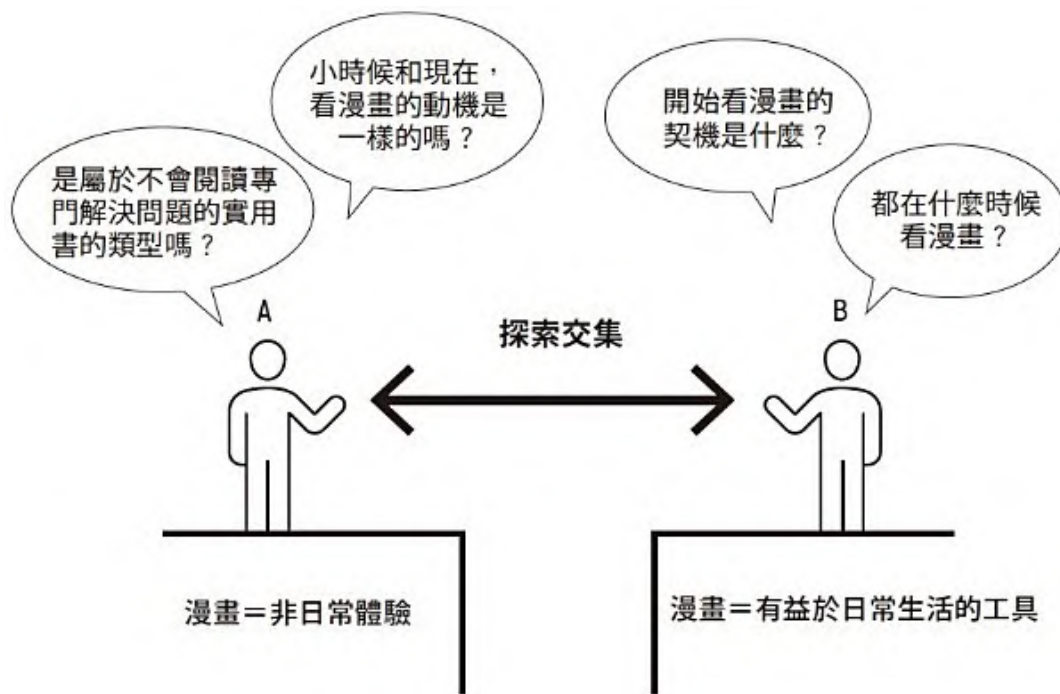 小時候和現在，
看漫畫的動機是
一樣的嗎？
開始看漫畫的
契機是什麼？
是屬於不會閱讀專
門解決問題的實用
書的類型嗎？
都在什麼時候
看漫畫？
A
B
探索交集
漫畫＝非日常體驗
漫畫＝有益於日常生活的工具